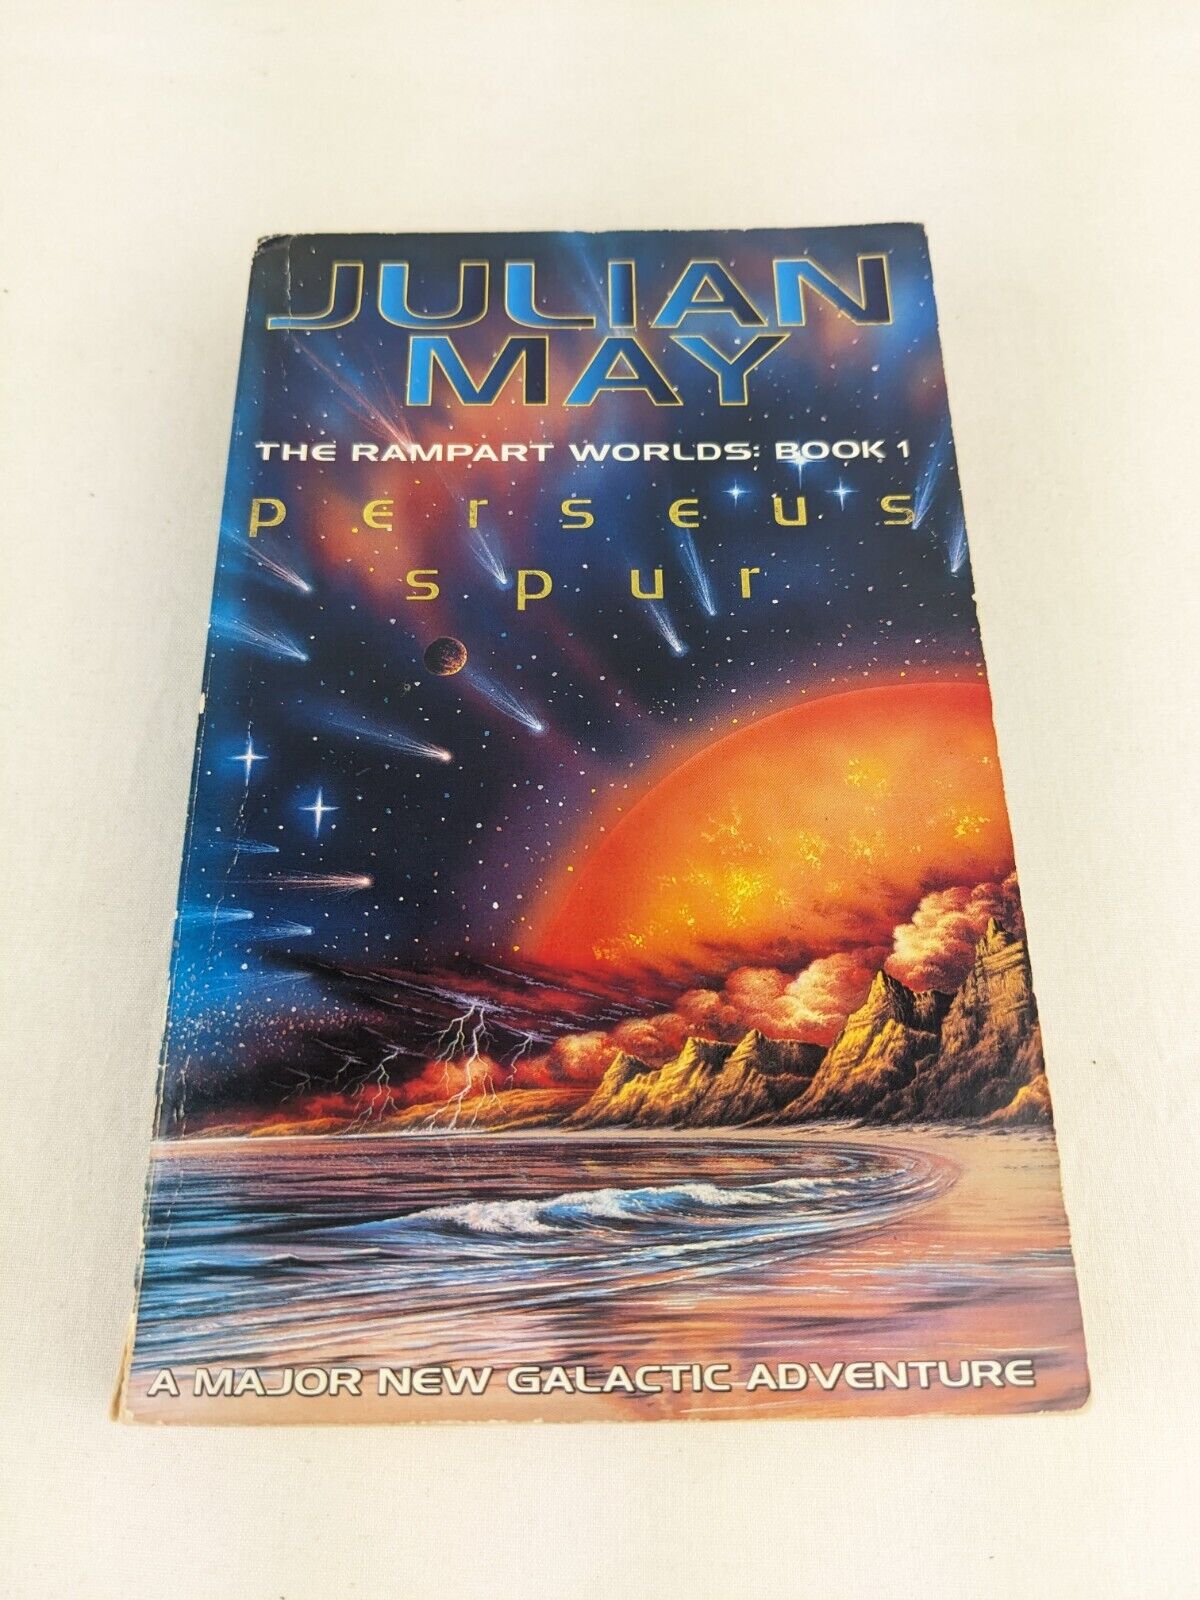 JULIAN
MAY
THE RAMPART WORLDS: BOOK 1
perseus
spur
A MAJOR NEW GALACTIC ADVENTURE